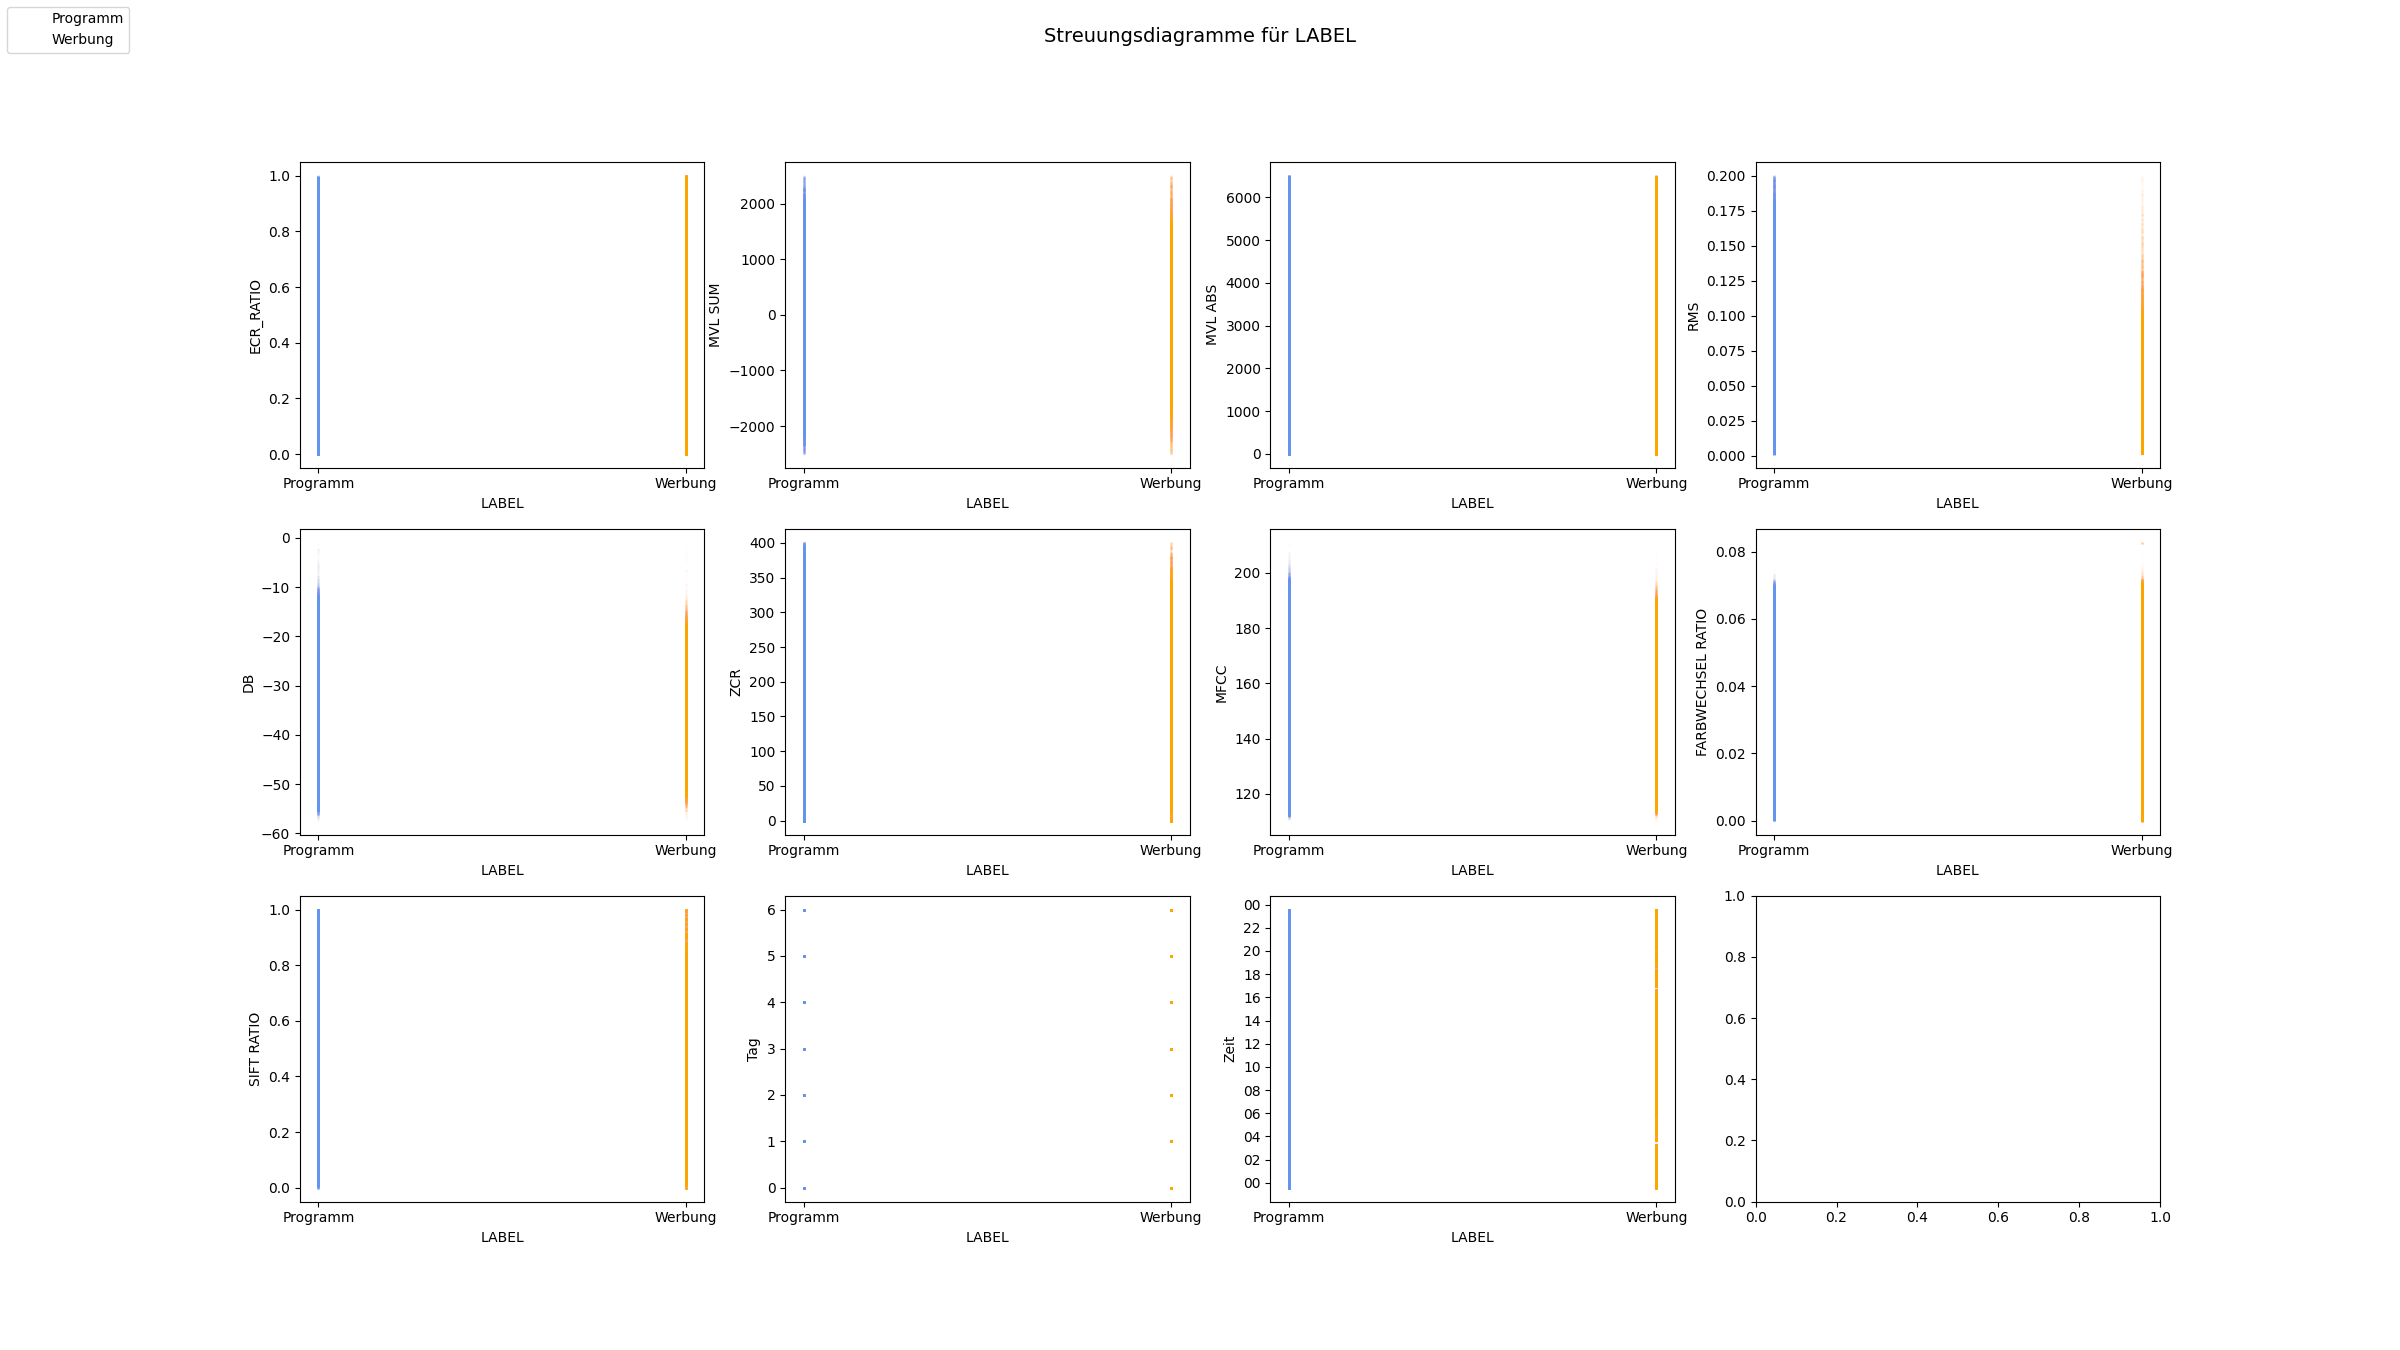 Programm
Werbung
Streuungsdiagramme für LABEL
ECR_RATIO
1.0
0.8
0.6
0.4
0.2
0.0
Programm Werbung
LABEL
MVL SUM
2000
1000
0
−1000
−2000
Programm Werbung
LABEL
MVL ABS
6000
5000
4000
3000
2000
1000
0
Programm Werbung
LABEL
RMS
0.200
0.175
0.150
0.125
0.100
0.075
0.050
0.025
0.000
Programm Werbung
LABEL
DB
0
−10
−20
−30
−40
−50
−60
Programm Werbung
LABEL
ZCR
400
350
300
250
200
150
100
50
0
Programm Werbung
LABEL
MFCC
200
180
160
140
120
Programm Werbung
LABEL
FARBWECHSEL RATIO
0.08
0.06
0.04
0.02
0.00
Programm Werbung
LABEL
SIFT RATIO
1.0
0.8
0.6
0.4
0.2
0.0
Programm Werbung
LABEL
Tag
6
5
4
3
2
1
0
Programm Werbung
LABEL
Zeit
00
22
20
18
16
14
12
10
08
06
04
02
00
Programm Werbung
LABEL
1.0
0.8
0.6
0.4
0.2
0.0
0.0 0.2 0.4 0.6 0.8 1.0